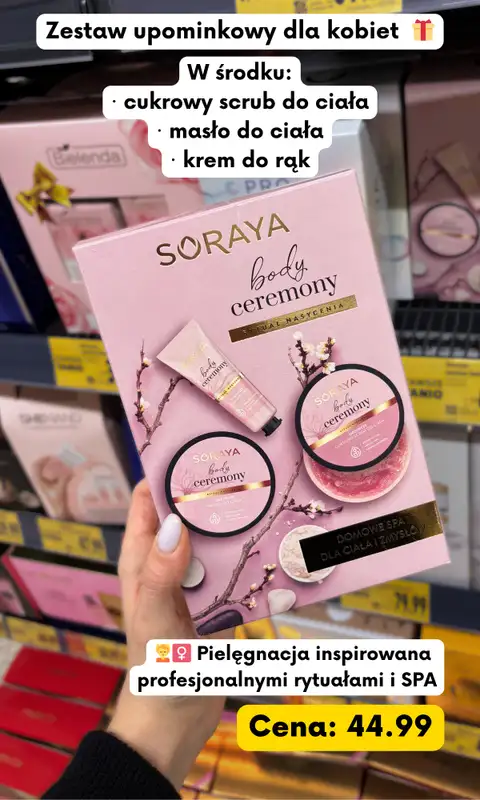 Zestaw upominkowy dla kobiet 🎁
W środku:
· cukrowy scrub do ciała
· masło do ciała
· krem do rąk
Bielenda
SORAYA
body
ceremony
RYTUAŁ NASYCENIA
body
ceremony
SORAYA
body
ceremony
SORAYA
body
ceremony
DOMOWE SPA
DLA CIAŁA I ZMYSŁÓW
79.99
Pielęgnacja inspirowana
profesjonalnymi rytuałami i SPA
Cena: 44.99